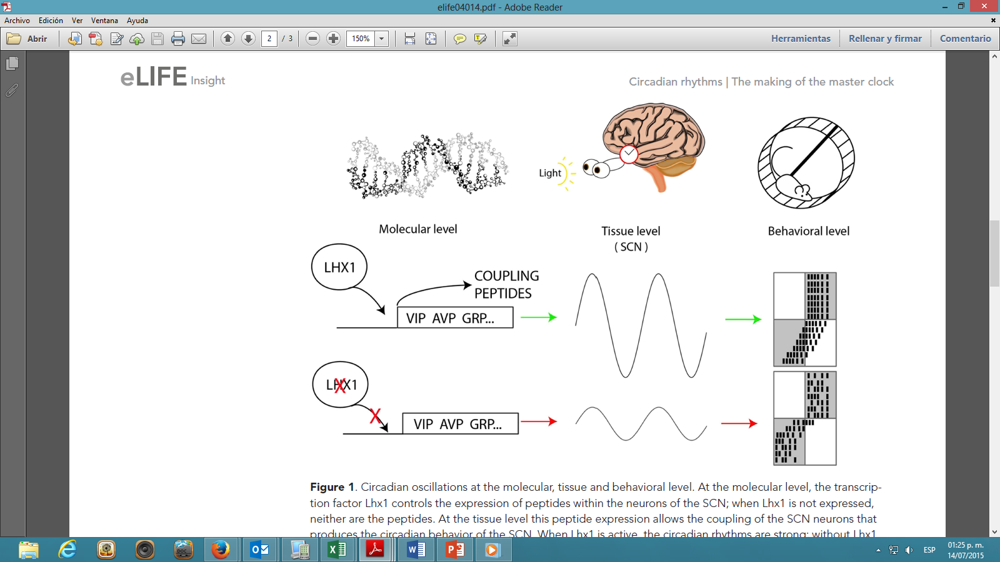 elife04014.pdf - Adobe Reader
Archivo Edición Ver Ventana Ayuda
Abrir 2 / 3 150% Herramientas Rellenar y firmar Comentario
eLIFE Insight
Circadian rhythms | The making of the master clock
Light
Molecular level
Tissue level
( SCN )
Behavioral level
LHX1
COUPLING
PEPTIDES
VIP AVP GRP...
LHX1
X
X
VIP AVP GRP...
Figure 1. Circadian oscillations at the molecular, tissue and behavioral level. At the molecular level, the transcrip-
tion factor Lhx1 controls the expression of peptides within the neurons of the SCN; when Lhx1 is not expressed,
neither are the peptides. At the tissue level this peptide expression allows the coupling of the SCN neurons that
produces the circadian behavior of the SCN. When Lhx1 is active, the circadian rhythms are strong; without Lhx1
DOC
ESP
01:25 p. m.
14/07/2015